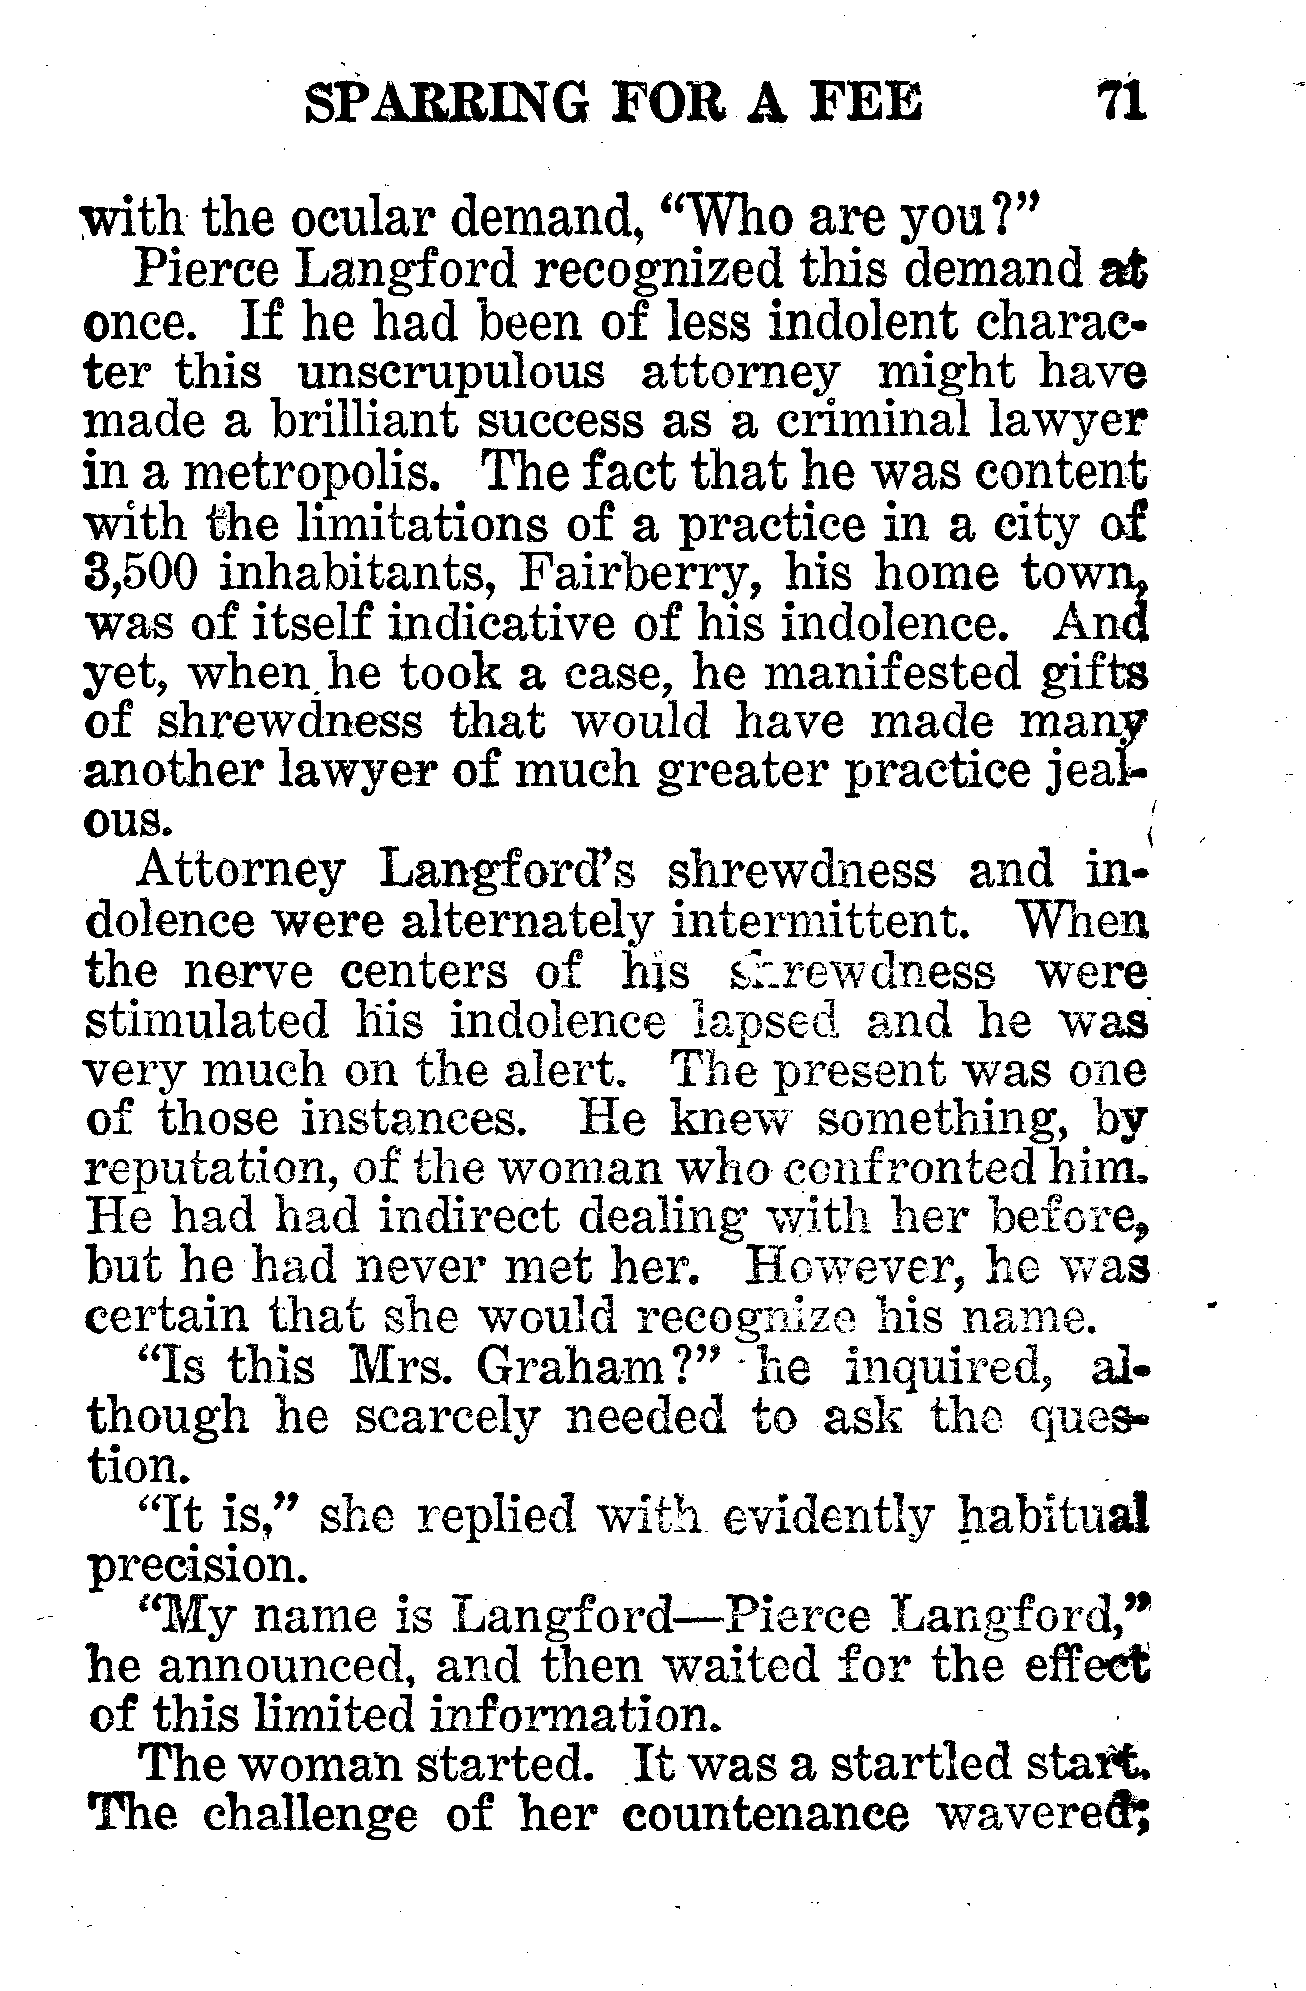 SPARRING FOR A FEE 71
with the ocular demand, “Who are you?”
Pierce Langford recognized this demand at
once. If he had been of less indolent charac-
ter this unscrupulous attorney might have
made a brilliant success as a criminal lawyer
in a metropolis. The fact that he was content
with the limitations of a practice in a city of
3,500 inhabitants, Fairberry, his home town,
was of itself indicative of his indolence. And
yet, when he took a case, he manifested gifts
of shrewdness that would have made many
another lawyer of much greater practice jeal-
ous.
Attorney Langford’s shrewdness and in-
dolence were alternately intermittent. When
the nerve centers of his shrewdness were
stimulated his indolence lapsed and he was
very much on the alert. The present was one
of those instances. He knew something, by
reputation, of the woman who confronted him.
He had had indirect dealing with her before,
but he had never met her. However, he was
certain that she would recognize his name.
“Is this Mrs. Graham?” he inquired, al-
though he scarcely needed to ask the ques-
tion.
“It is,” she replied with evidently habitual
precision.
“My name is Langford—Pierce Langford,”
he announced, and then waited for the effect
of this limited information.
The woman started. It was a startled start.
The challenge of her countenance wavered;